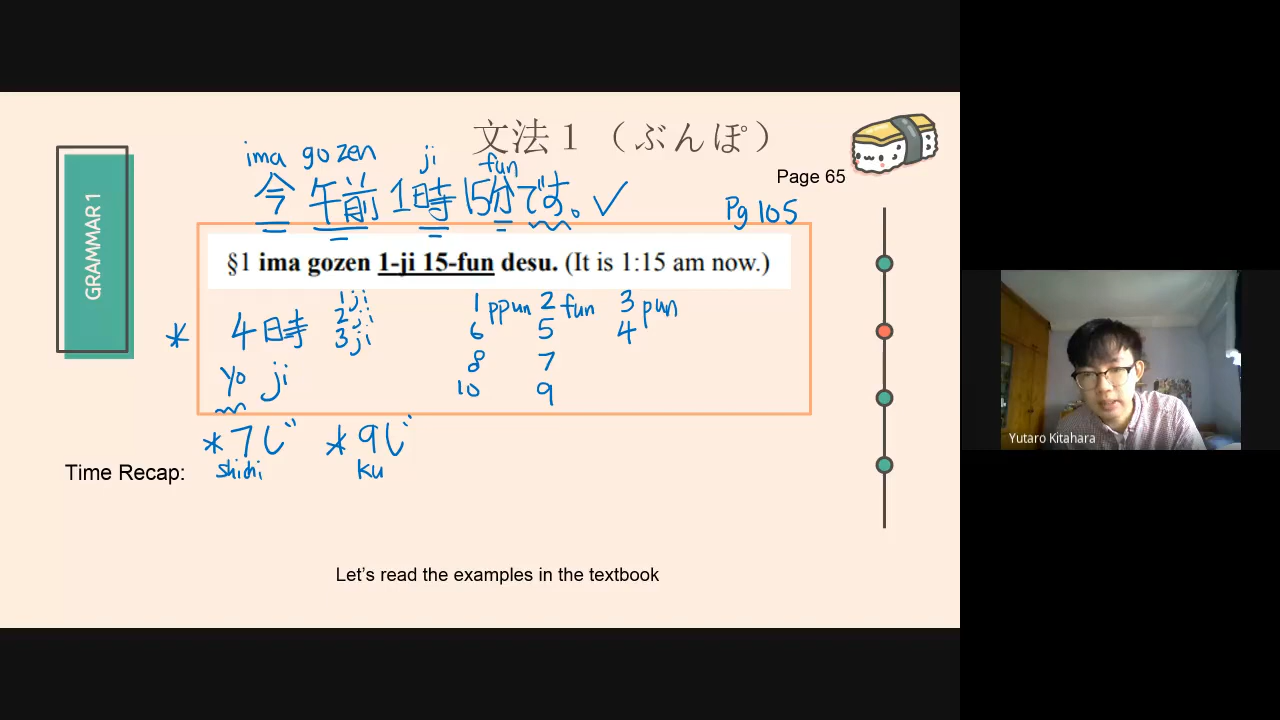 文法1（ぶんぽ）
ima gozen ji fun
Page 65
今 午前 1時 15分です。✓
Pg 105
GRAMMAR 1
§1 ima gozen 1-ji 15-fun desu. (It is 1:15 am now.)
1ji
2ji
3ji
* 4時
yo ji
1 ppun 2 fun 3 pun
6 5 4
8 7
10 9
*7じ *9じ
shichi ku
Time Recap:
Let's read the examples in the textbook
Yutaro Kitahara